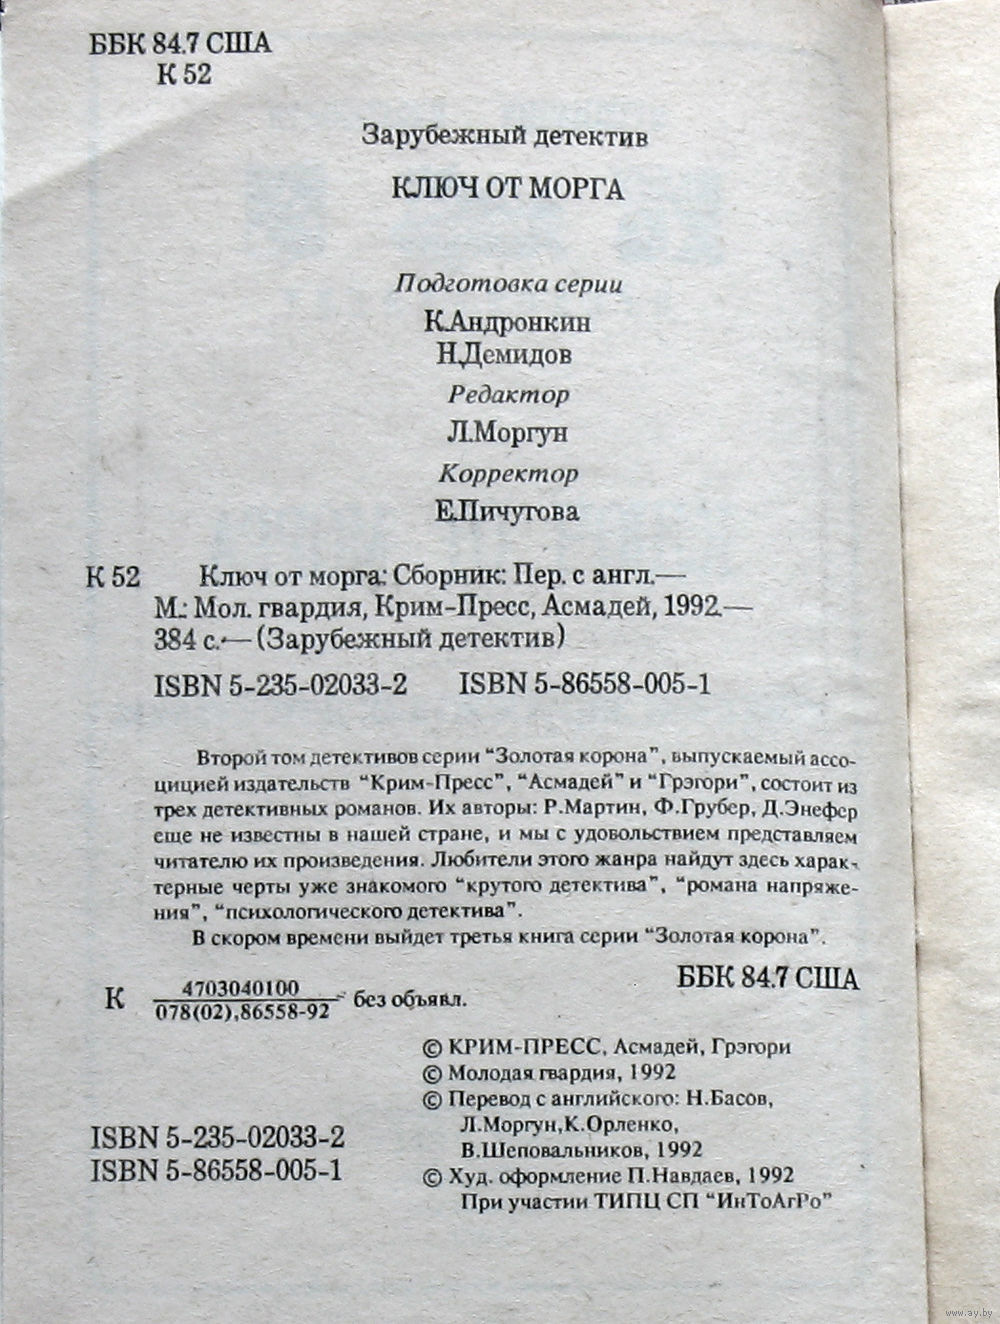 ББК 84.7 США
К 52
Зарубежный детектив
КЛЮЧ ОТ МОРГА
Подготовка серии
К.Андронкин
Н.Демидов
Редактор
Л.Моргун
Корректор
Е.Пичугова
К 52 Ключ от морга: Сборник: Пер. с англ.—
М.: Мол. гвардия, Крим-Пресс, Асмадей, 1992.—
384 с.— (Зарубежный детектив)
ISBN 5-235-02033-2 ISBN 5-86558-005-1
Второй том детективов серии “Золотая корона”, выпускаемый ассо-
цицией издательств “Крим-Пресс”, “Асмадей” и “Грэгори”, состоит из
трех детективных романов. Их авторы: Р.Мартин, Ф.Грубер, Д.Энефер
еще не известны в нашей стране, и мы с удовольствием представляем
читателю их произведения. Любители этого жанра найдут здесь харак-
терные черты уже знакомого “крутого детектива”, “романа напряже-
ния”, “психологического детектива”.
В скором времени выйдет третья книга серии “Золотая корона”.
ББК 84.7 США
К 4703040100
078(02),86558-92 без объявл.
© КРИМ-ПРЕСС, Асмадей, Грэгори
© Молодая гвардия, 1992
© Перевод с английского: Н.Басов,
Л.Моргун,К.Орленко,
В.Шеповальников, 1992
© Худ. оформление П.Навдаев, 1992
При участии ТИПЦ СП “ИнТоАгРо”
ISBN 5-235-02033-2
ISBN 5-86558-005-1
www.ay.by